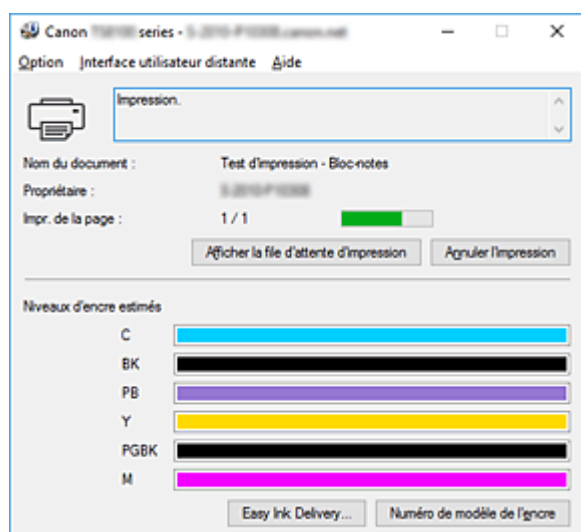 Canon series -
Option Interface utilisateur distante Aide
Impression.
Nom du document : Test d'impression - Bloc-notes
Propriétaire :
Impr. de la page : 1 / 1
Afficher la file d'attente d'impression Annuler l'impression
Niveaux d'encre estimés
C
BK
PB
Y
PGBK
M
Easy Ink Delivery... Numéro de modèle de l'encre